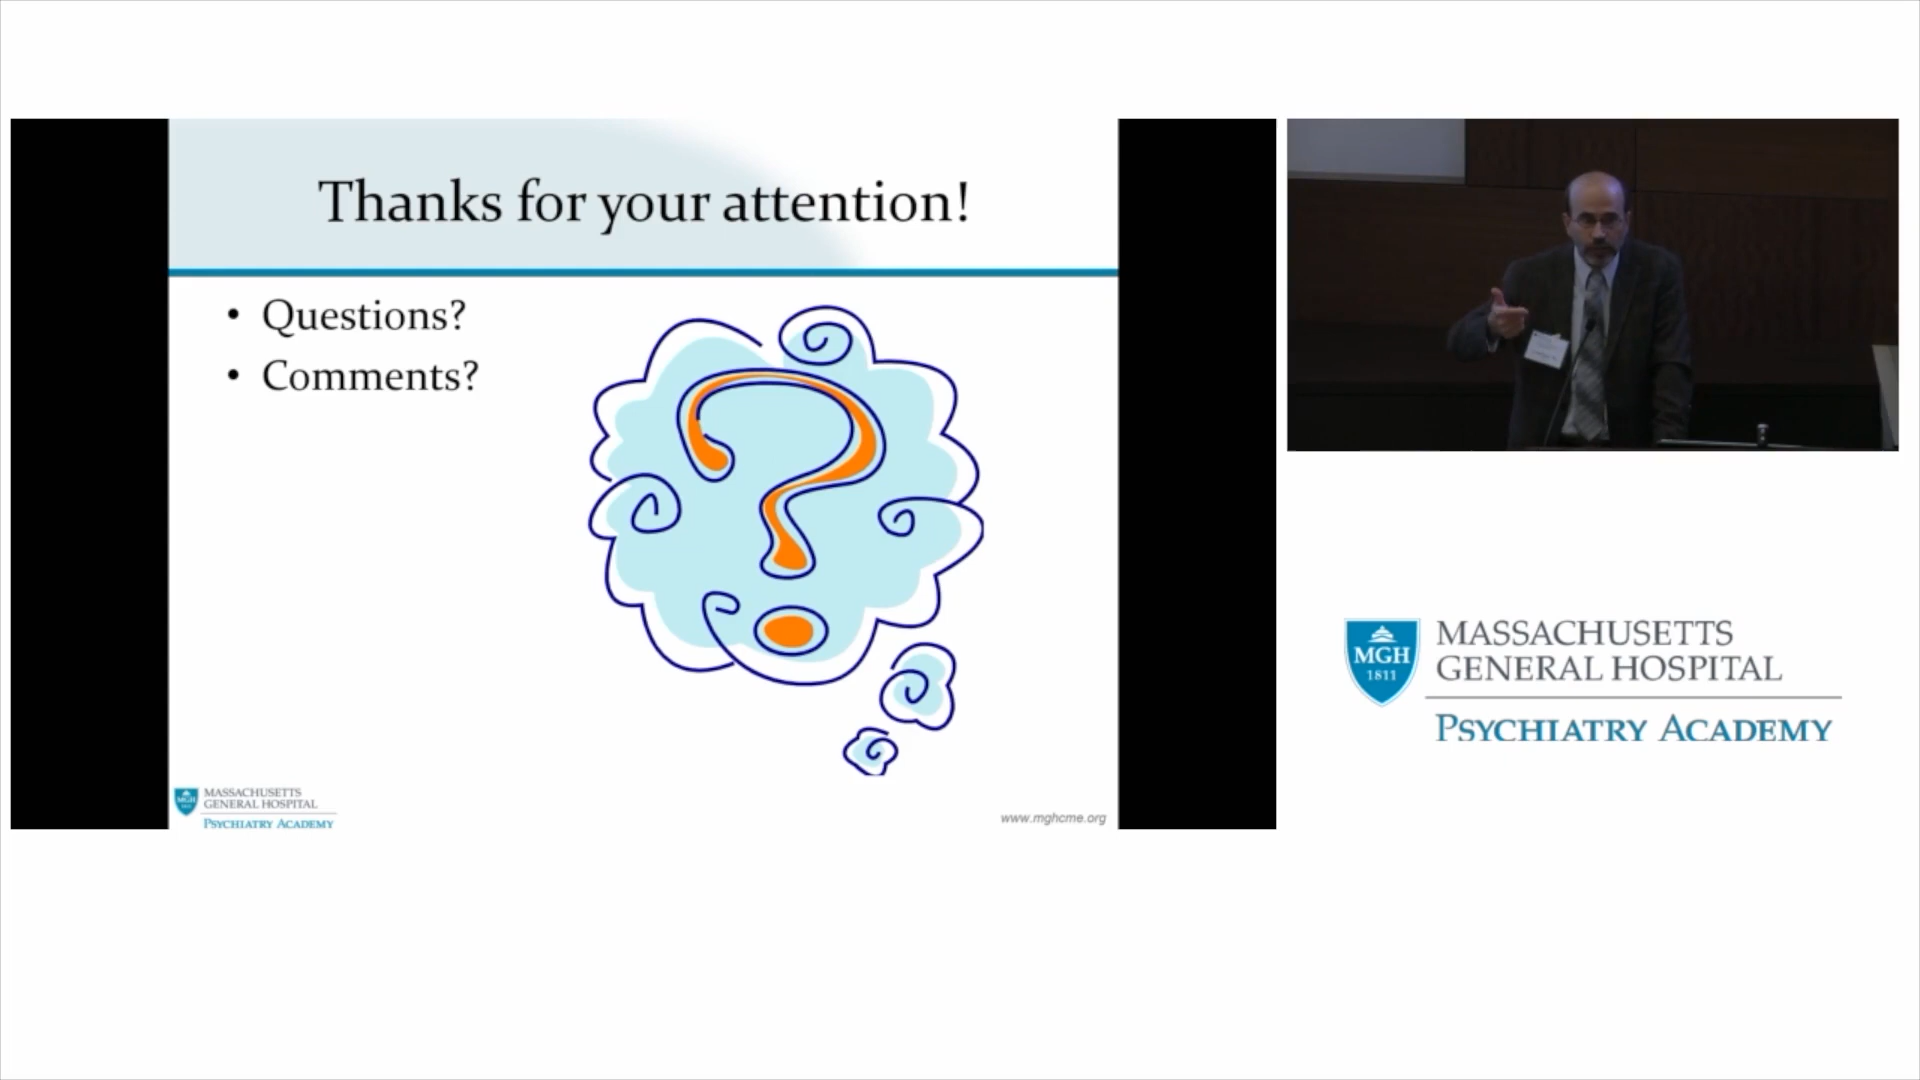 Thanks for your attention!
• Questions?
• Comments?
MASSACHUSETTS
GENERAL HOSPITAL
PSYCHIATRY ACADEMY
www.mghcme.org
MGH
1811
MASSACHUSETTS
GENERAL HOSPITAL
PSYCHIATRY ACADEMY